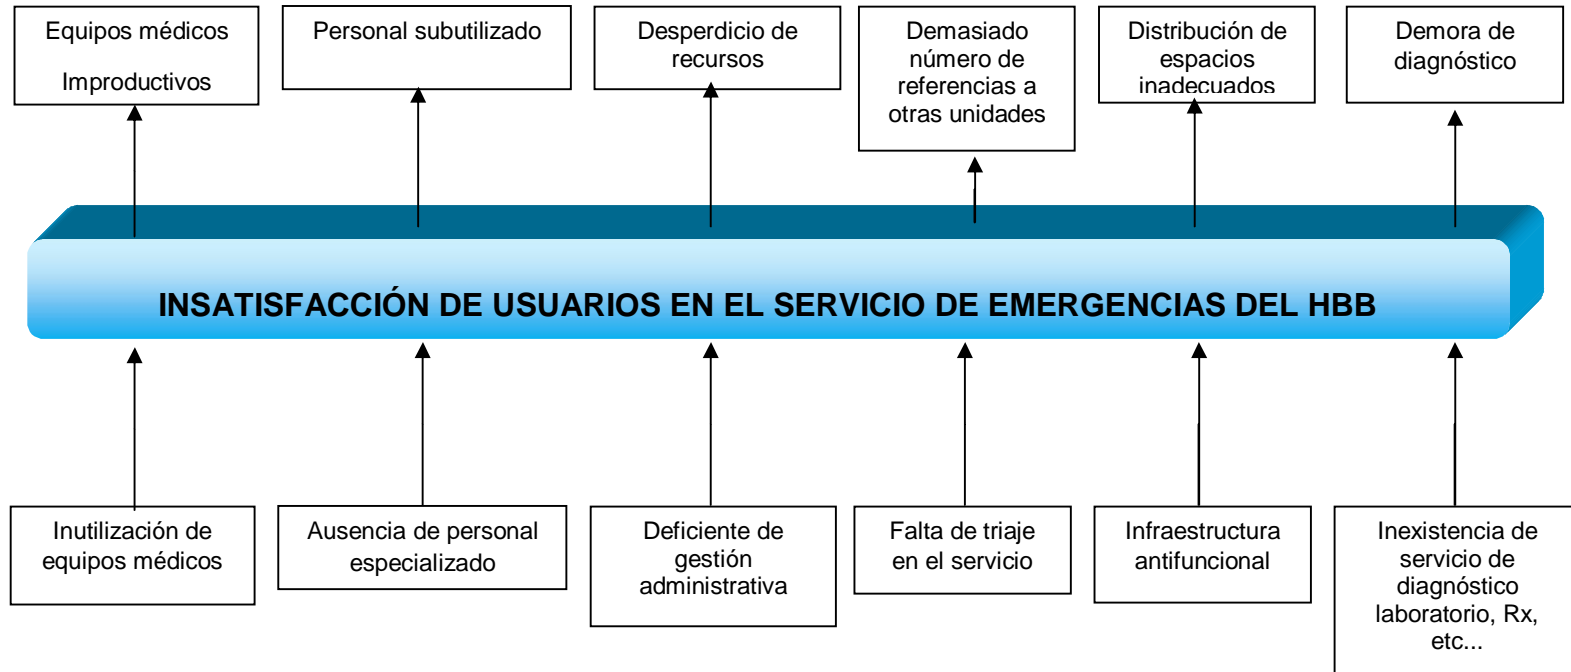 Equipos médicos
Improductivos
Personal subutilizado
Desperdicio de
recursos
Demasiado
número de
referencias a
otras unidades
Distribución de
espacios
inadecuados
Demora de
diagnóstico
INSATISFACCIÓN DE USUARIOS EN EL SERVICIO DE EMERGENCIAS DEL HBB
Inutilización de
equipos médicos
Ausencia de personal
especializado
Deficiente de
gestión
administrativa
Falta de triaje
en el servicio
Infraestructura
antifuncional
Inexistencia de
servicio de
diagnóstico
laboratorio, Rx,
etc...